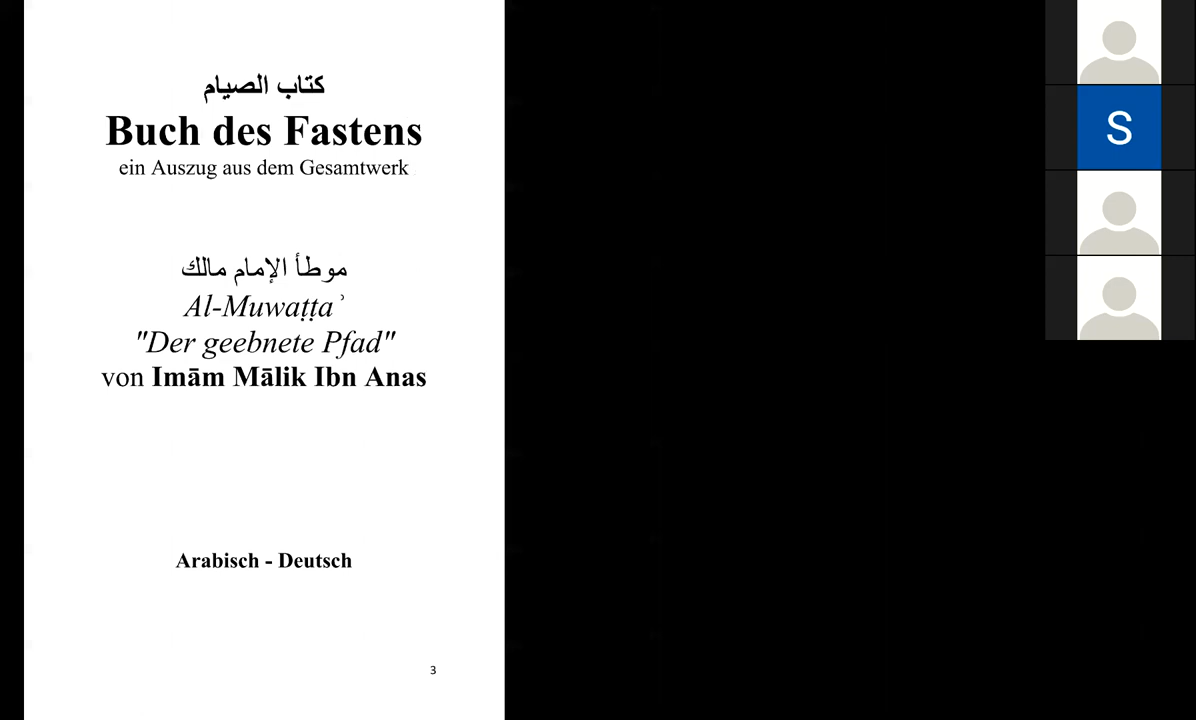 كتاب الصيام
Buch des Fastens
ein Auszug aus dem Gesamtwerk
موطأ الإمام مالك
Al-Muwaṭṭaʾ
"Der geebnete Pfad"
von Imām Mālik Ibn Anas
Arabisch - Deutsch
3
S